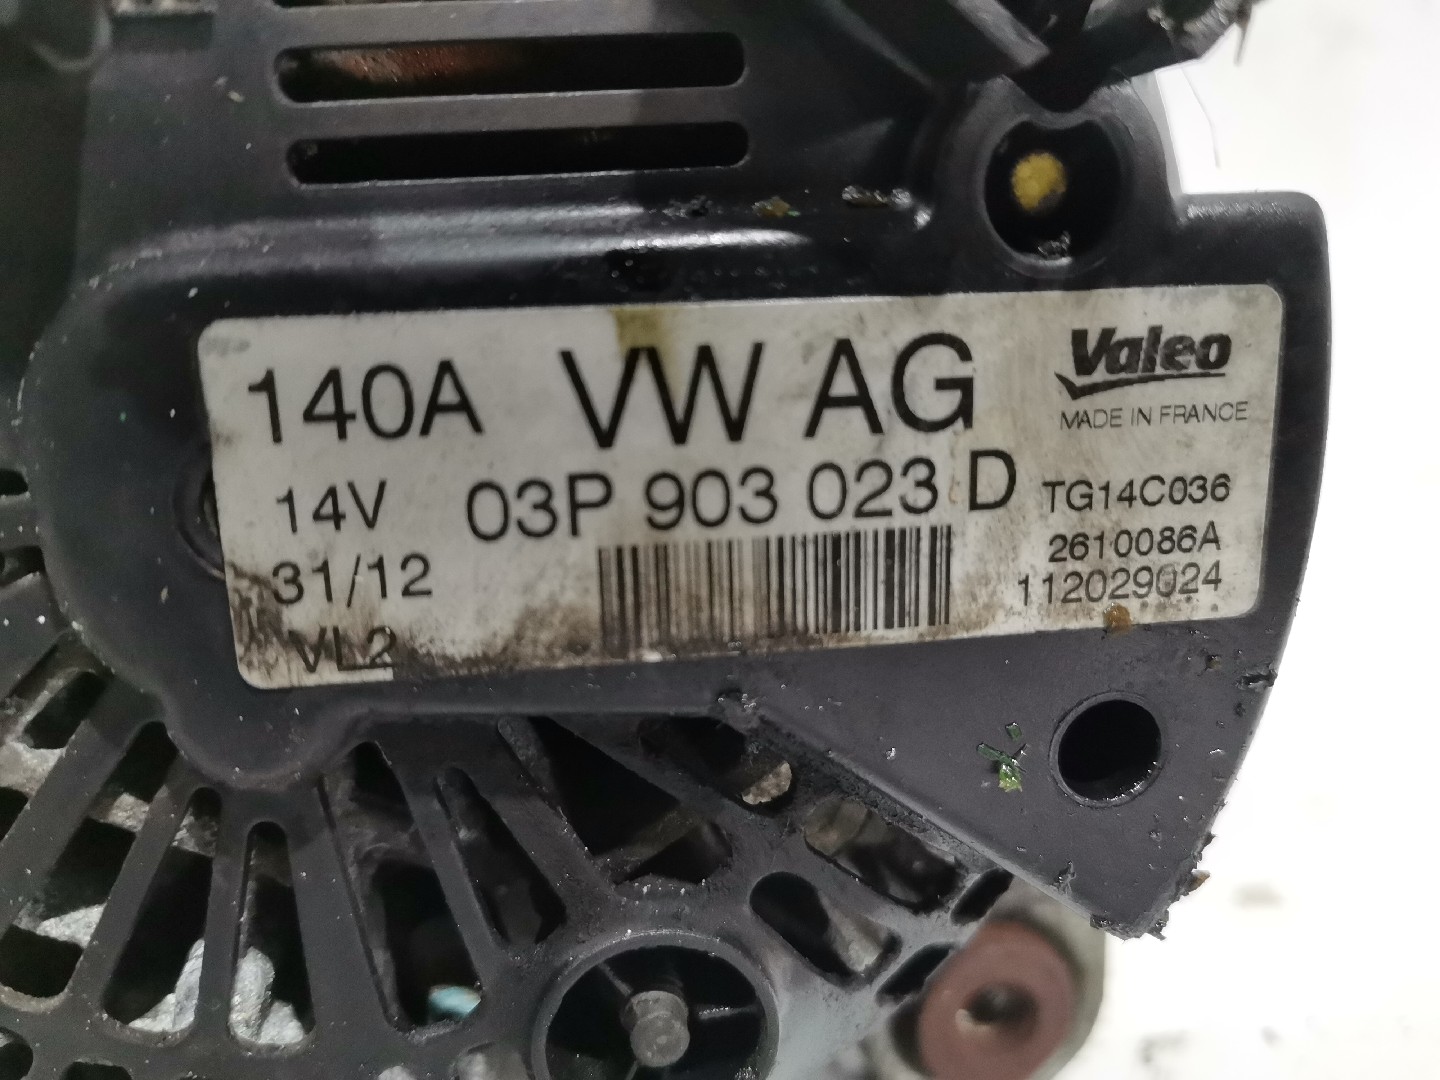 140A VW AG Valeo
MADE IN FRANCE
14V 03P 903 023 D TG14C036
31/12 2610086A
112029024
VL2